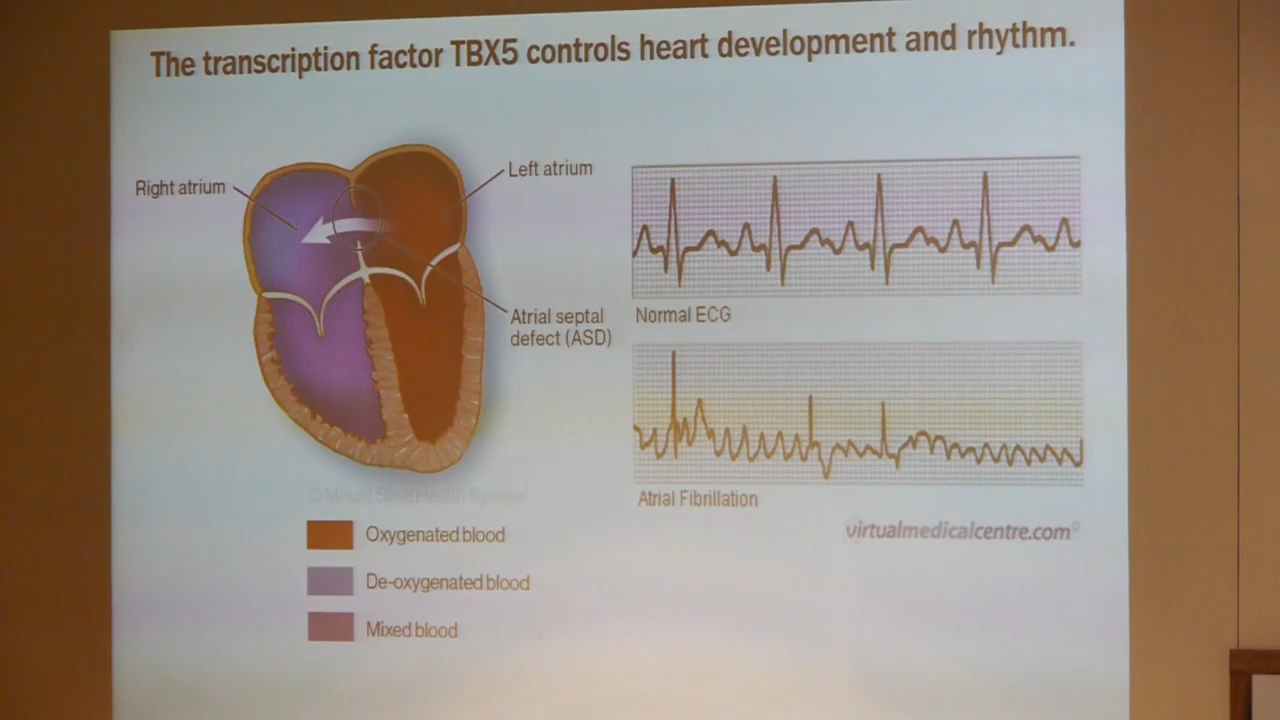 The transcription factor TBX5 controls heart development and rhythm.
Right atrium
Left atrium
Atrial septal
defect (ASD)
Normal ECG
Atrial Fibrillation
© Mount Sinai Health System
virtualmedicalcentre.com
Oxygenated blood
De-oxygenated blood
Mixed blood